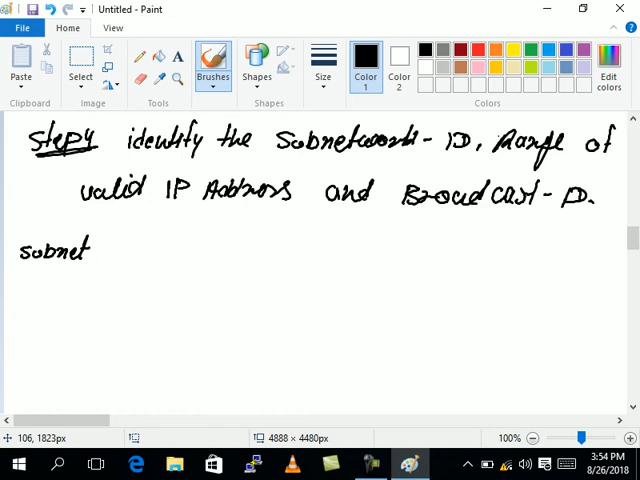 Untitled - Paint
File Home View
Paste Select Brushes Shapes Size Color 1 Color 2 Edit colors
Clipboard Image Tools Shapes Colors
Step4 identify the Subnetwork-ID, Range of
valid IP Address and Broadcast-ID.
subnet
106, 1823px 4888 × 4480px 100%
3:54 PM
8/26/2018